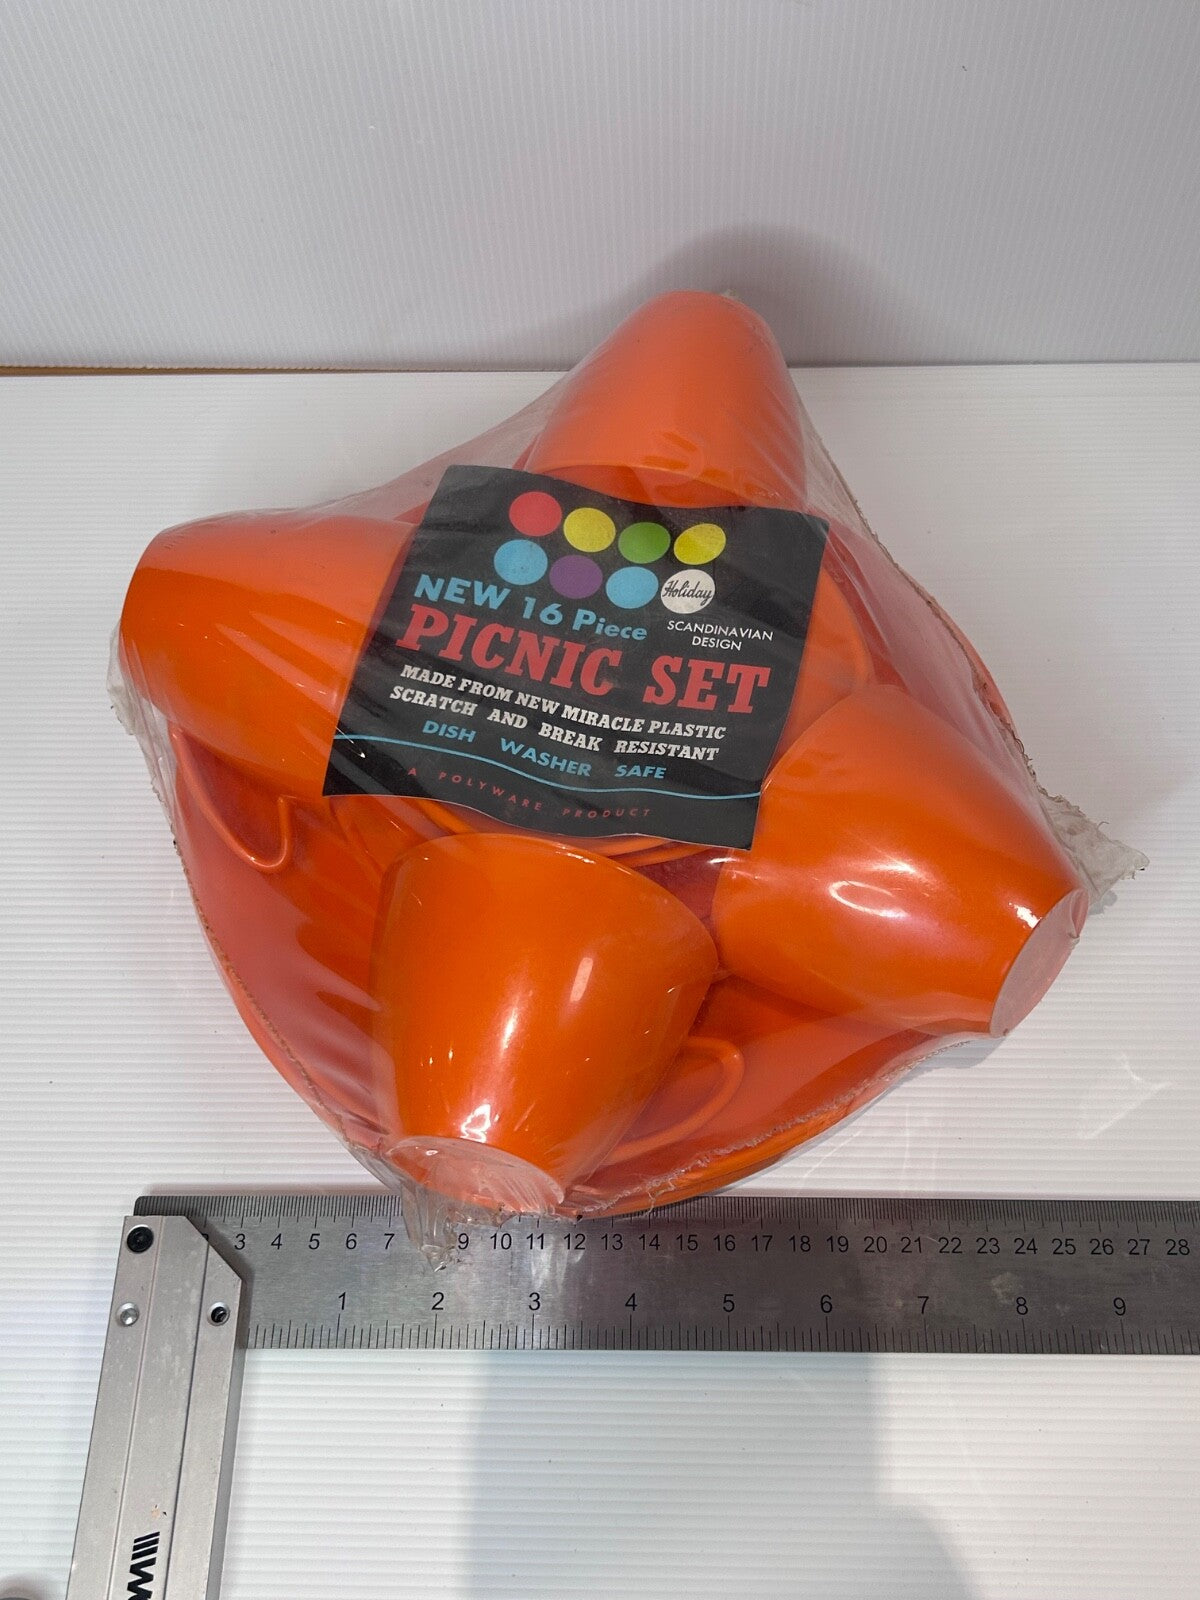 Holiday
NEW 16 Piece
SCANDINAVIAN
DESIGN
PICNIC SET
MADE FROM NEW MIRACLE PLASTIC
SCRATCH AND BREAK RESISTANT
DISH WASHER SAFE
A POLYWARE PRODUCT
3 4 5 6 7 9 10 11 12 13 14 15 16 17 18 19 20 21 22 23 24 25 26 27 28
1 2 3 4 5 6 7 8 9